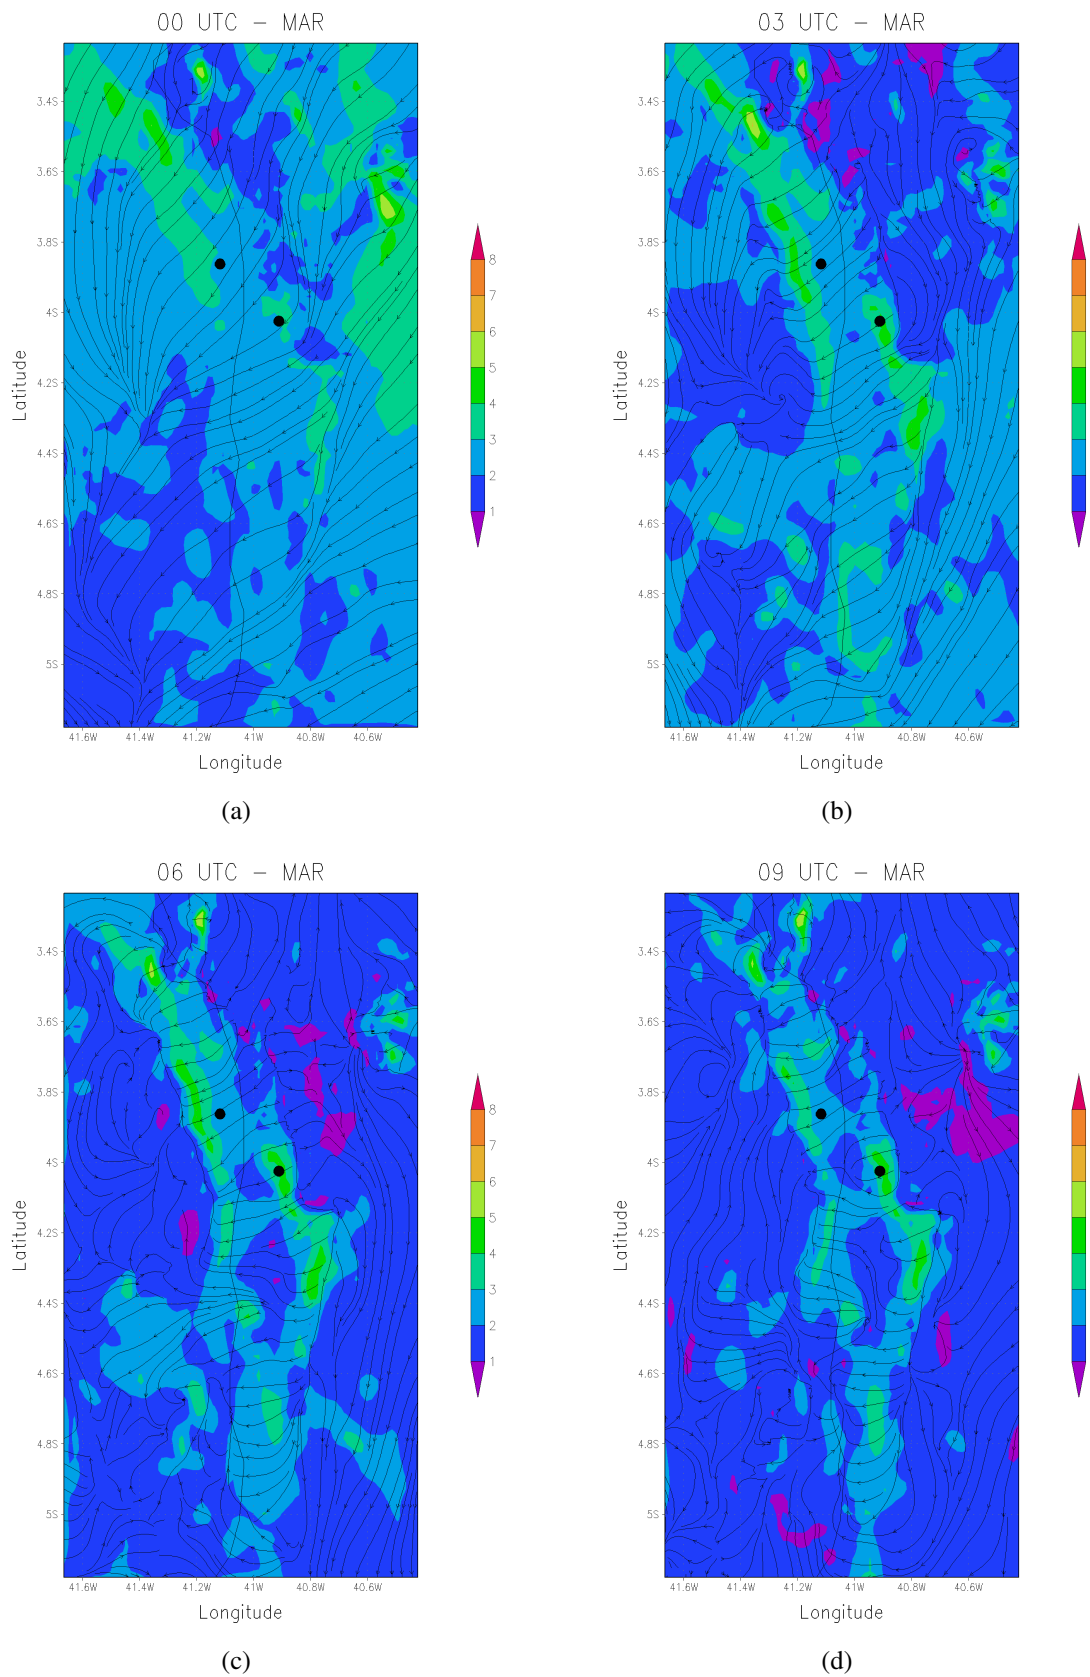 00 UTC – MAR
03 UTC – MAR
3.4S
3.6S
3.8S
4S
4.2S
4.4S
4.6S
4.8S
5S
Latitude
41.6W 41.4W 41.2W 41W 40.8W 40.6W
Longitude
8
7
6
5
4
3
2
1
3.4S
3.6S
3.8S
4S
4.2S
4.4S
4.6S
4.8S
5S
Latitude
41.6W 41.4W 41.2W 41W 40.8W 40.6W
Longitude
(a)
(b)
06 UTC – MAR
09 UTC – MAR
3.4S
3.6S
3.8S
4S
4.2S
4.4S
4.6S
4.8S
5S
Latitude
41.6W 41.4W 41.2W 41W 40.8W 40.6W
Longitude
8
7
6
5
4
3
2
1
3.4S
3.6S
3.8S
4S
4.2S
4.4S
4.6S
4.8S
5S
Latitude
41.6W 41.4W 41.2W 41W 40.8W 40.6W
Longitude
(c)
(d)